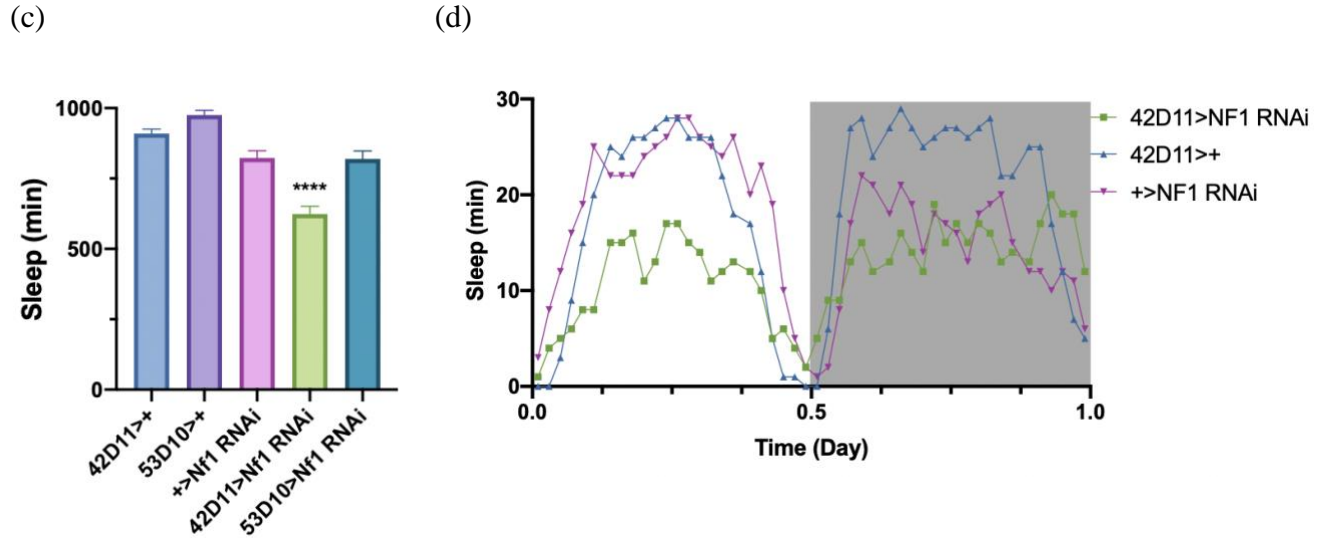 (c)
(d)
1000
500
0
Sleep (min)
****
42D11>+
53D10>+
+>Nf1 RNAi
42D11>Nf1 RNAi
53D10>Nf1 RNAi
30
20
10
0
Sleep (min)
0.0
0.5
1.0
Time (Day)
42D11>NF1 RNAi
42D11>+
+>NF1 RNAi